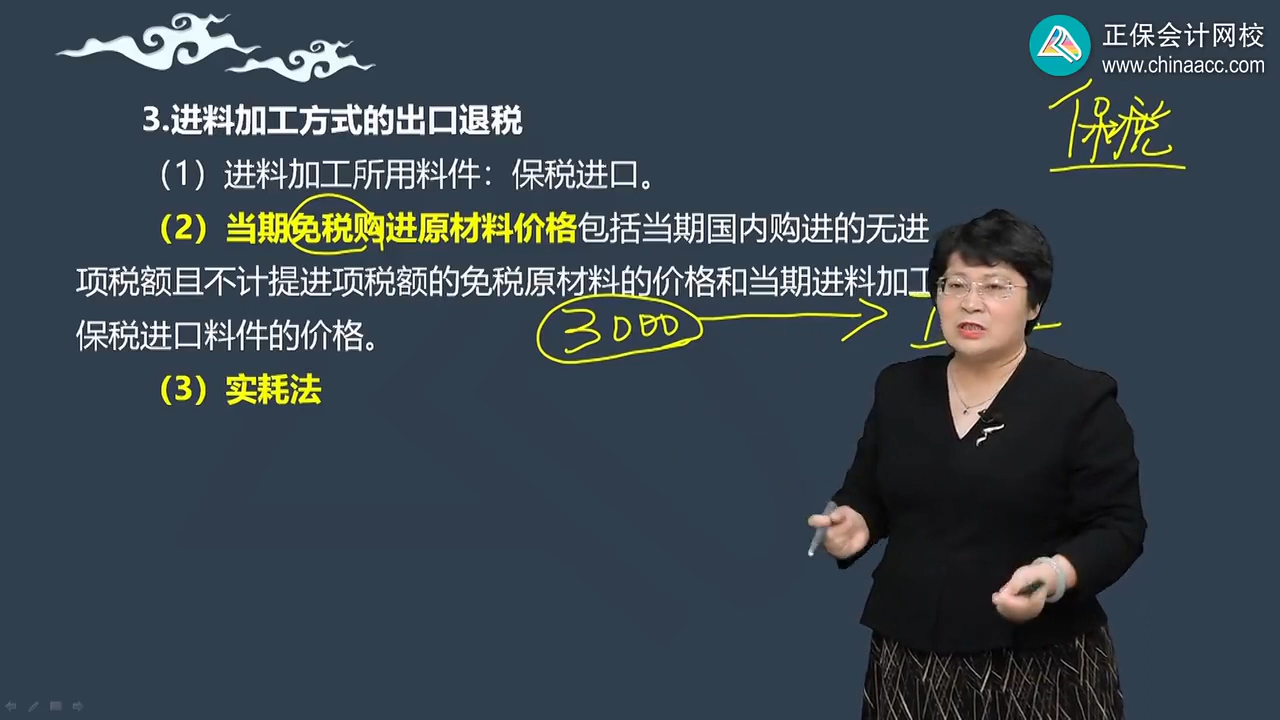 正保会计网校
www.chinaacc.com
保税
3.进料加工方式的出口退税
（1）进料加工所用料件：保税进口。
（2）当期免税购进原材料价格包括当期国内购进的无进
项税额且不计提进项税额的免税原材料的价格和当期进料加工
保税进口料件的价格。
3000
（3）实耗法